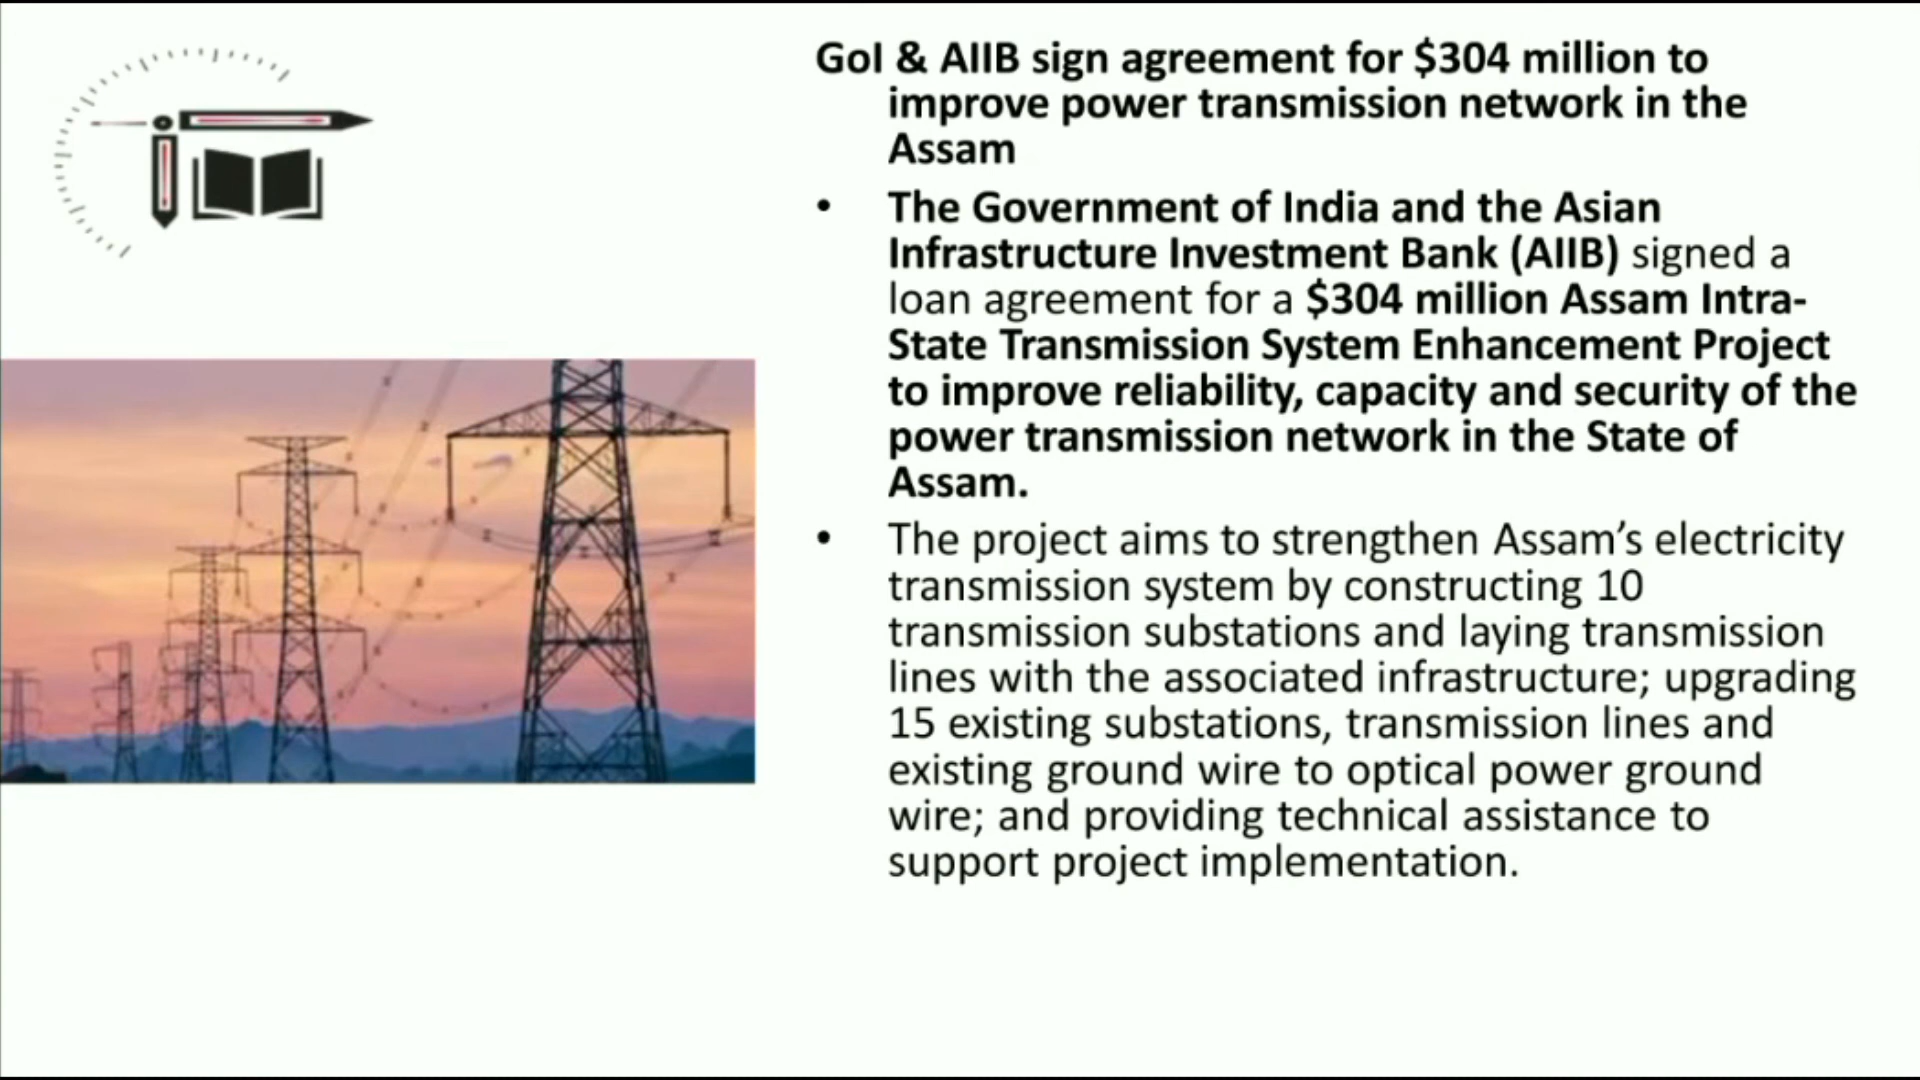 GoI & AIIB sign agreement for $304 million to
improve power transmission network in the
Assam
• The Government of India and the Asian
Infrastructure Investment Bank (AIIB) signed a
loan agreement for a $304 million Assam Intra-
State Transmission System Enhancement Project
to improve reliability, capacity and security of the
power transmission network in the State of
Assam.
• The project aims to strengthen Assam’s electricity
transmission system by constructing 10
transmission substations and laying transmission
lines with the associated infrastructure; upgrading
15 existing substations, transmission lines and
existing ground wire to optical power ground
wire; and providing technical assistance to
support project implementation.